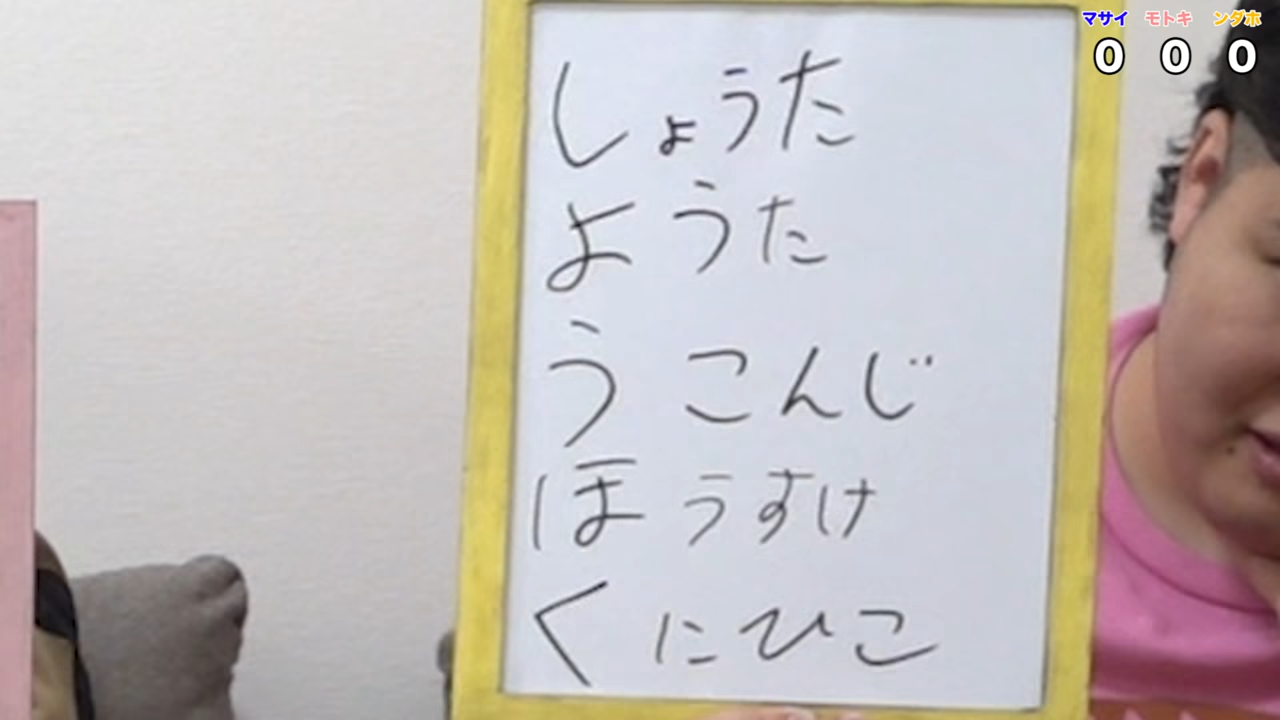 マサイ モトキ ンダホ
0 0 0
しょうた
ようた
うこんじ
ほうすけ
くにひこ